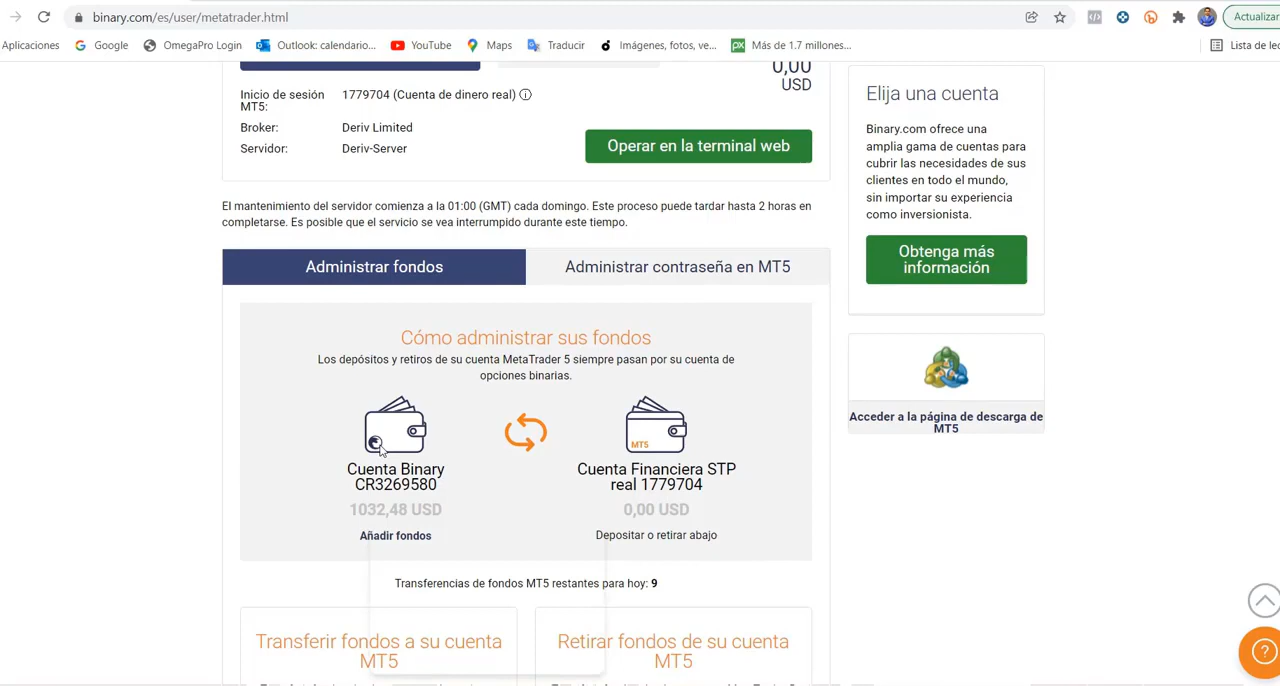 binary.com/es/user/metatrader.html
Actualizar
Aplicaciones
Google
OmegaPro Login
Outlook: calendario...
YouTube
Maps
Traducir
Imágenes, fotos, ve...
Más de 1.7 millones...
Lista de lec
0,00
USD
Inicio de sesión
MT5:
1779704 (Cuenta de dinero real)
Broker:
Deriv Limited
Servidor:
Deriv-Server
Operar en la terminal web
El mantenimiento del servidor comienza a la 01:00 (GMT) cada domingo. Este proceso puede tardar hasta 2 horas en
completarse. Es posible que el servicio se vea interrumpido durante este tiempo.
Administrar fondos
Administrar contraseña en MT5
Cómo administrar sus fondos
Los depósitos y retiros de su cuenta MetaTrader 5 siempre pasan por su cuenta de
opciones binarias.
MT5
Cuenta Binary
CR3269580
1032,48 USD
Añadir fondos
Cuenta Financiera STP
real 1779704
0,00 USD
Depositar o retirar abajo
Transferencias de fondos MT5 restantes para hoy: 9
Transferir fondos a su cuenta
MT5
Retirar fondos de su cuenta
MT5
Elija una cuenta
Binary.com ofrece una
amplia gama de cuentas para
cubrir las necesidades de sus
clientes en todo el mundo,
sin importar su experiencia
como inversionista.
Obtenga más
información
Acceder a la página de descarga de
MT5
?